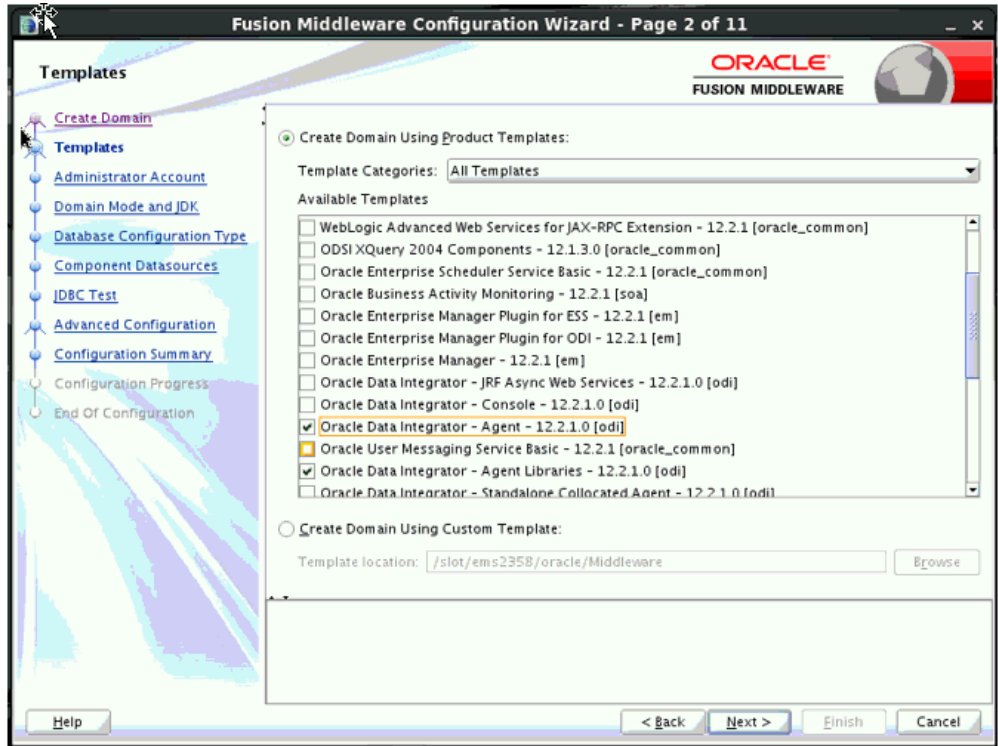 Fusion Middleware Configuration Wizard - Page 2 of 11
Templates
ORACLE
FUSION MIDDLEWARE
Create Domain
Templates
Administrator Account
Domain Mode and JDK
Database Configuration Type
Component Datasources
JDBC Test
Advanced Configuration
Configuration Summary
Configuration Progress
End Of Configuration
Create Domain Using Product Templates:
Template Categories: All Templates
Available Templates
WebLogic Advanced Web Services for JAX-RPC Extension - 12.2.1 [oracle_common]
ODSI XQuery 2004 Components - 12.1.3.0 [oracle_common]
Oracle Enterprise Scheduler Service Basic - 12.2.1 [oracle_common]
Oracle Business Activity Monitoring - 12.2.1 [soa]
Oracle Enterprise Manager Plugin for ESS - 12.2.1 [em]
Oracle Enterprise Manager Plugin for ODI - 12.2.1 [em]
Oracle Enterprise Manager - 12.2.1 [em]
Oracle Data Integrator - JRF Async Web Services - 12.2.1.0 [odi]
Oracle Data Integrator - Console - 12.2.1.0 [odi]
Oracle Data Integrator - Agent - 12.2.1.0 [odi]
Oracle User Messaging Service Basic - 12.2.1 [oracle_common]
Oracle Data Integrator - Agent Libraries - 12.2.1.0 [odi]
Oracle Data Integrator - Standalone Collocated Agent - 12.2.1.0 [odi]
Create Domain Using Custom Template:
Template location: /slot/ems2358/oracle/Middleware Browse
Help < Back Next > Finish Cancel